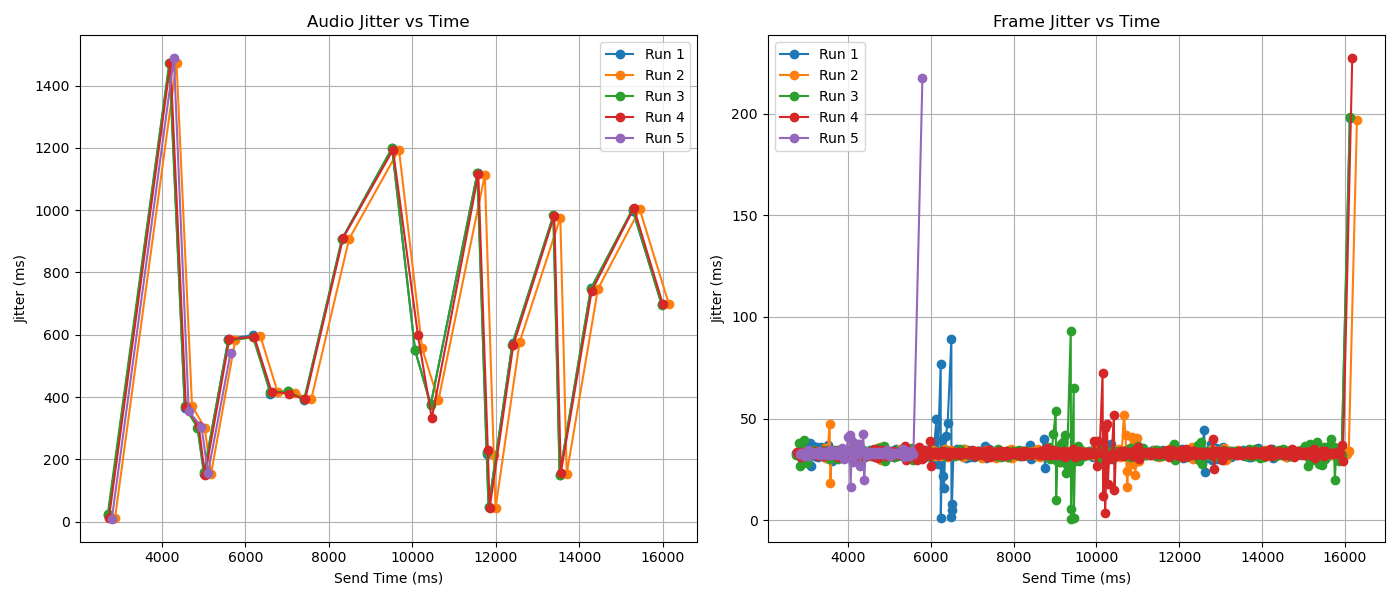 Audio Jitter vs Time
Jitter (ms)
1400
1200
1000
800
600
400
200
0
4000 6000 8000 10000 12000 14000 16000
Send Time (ms)
Run 1
Run 2
Run 3
Run 4
Run 5
Frame Jitter vs Time
Jitter (ms)
200
150
100
50
0
4000 6000 8000 10000 12000 14000 16000
Send Time (ms)
Run 1
Run 2
Run 3
Run 4
Run 5